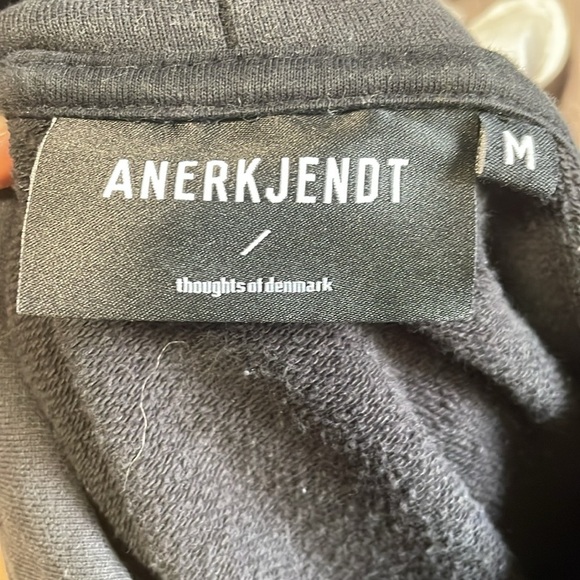 ANERKJENDT
/
thoughts of denmark
M